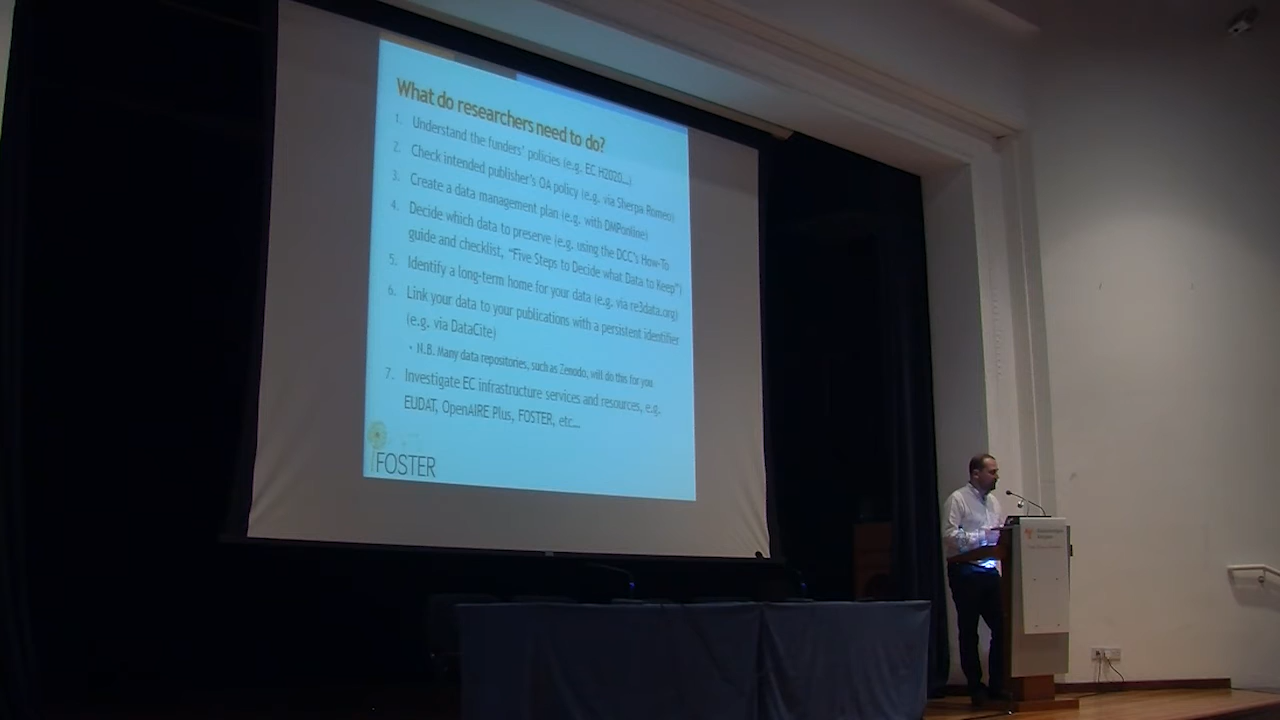 What do researchers need to do?
1. Understand the funders' policies (e.g. EC H2020...)
2. Check intended publisher's OA policy (e.g. via Sherpa Romeo)
3. Create a data management plan (e.g. with DMPonline)
4. Decide which data to preserve (e.g. using the DCC's How-To
guide and checklist, "Five Steps to Decide what Data to Keep")
5. Identify a long-term home for your data (e.g. via re3data.org)
6. Link your data to your publications with a persistent identifier
(e.g. via DataCite)
• N.B. Many data repositories, such as Zenodo, will do this for you
7. Investigate EC infrastructure services and resources, e.g.
EUDAT, OpenAIRE Plus, FOSTER, etc...
FOSTER